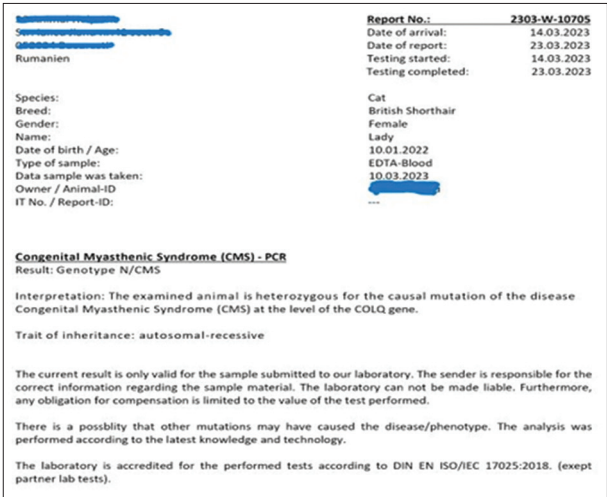 Report No.: 2303-W-10705
Date of arrival: 14.03.2023
Date of report: 23.03.2023
Rumanien
Testing started: 14.03.2023
Testing completed: 23.03.2023
Species: Cat
Breed: British Shorthair
Gender: Female
Name: Lady
Date of birth / Age: 10.01.2022
Type of sample: EDTA-Blood
Data sample was taken: 10.03.2023
Owner / Animal-ID
IT No. / Report-ID: ---
Congenital Myasthenic Syndrome (CMS) - PCR
Result: Genotype N/CMS
Interpretation: The examined animal is heterozygous for the causal mutation of the disease
Congenital Myasthenic Syndrome (CMS) at the level of the COLQ gene.
Trait of inheritance: autosomal-recessive
The current result is only valid for the sample submitted to our laboratory. The sender is responsible for the
correct information regarding the sample material. The laboratory can not be made liable. Furthermore,
any obligation for compensation is limited to the value of the test performed.
There is a possblity that other mutations may have caused the disease/phenotype. The analysis was
performed according to the latest knowledge and technology.
The laboratory is accredited for the performed tests according to DIN EN ISO/IEC 17025:2018. (exept
partner lab tests).